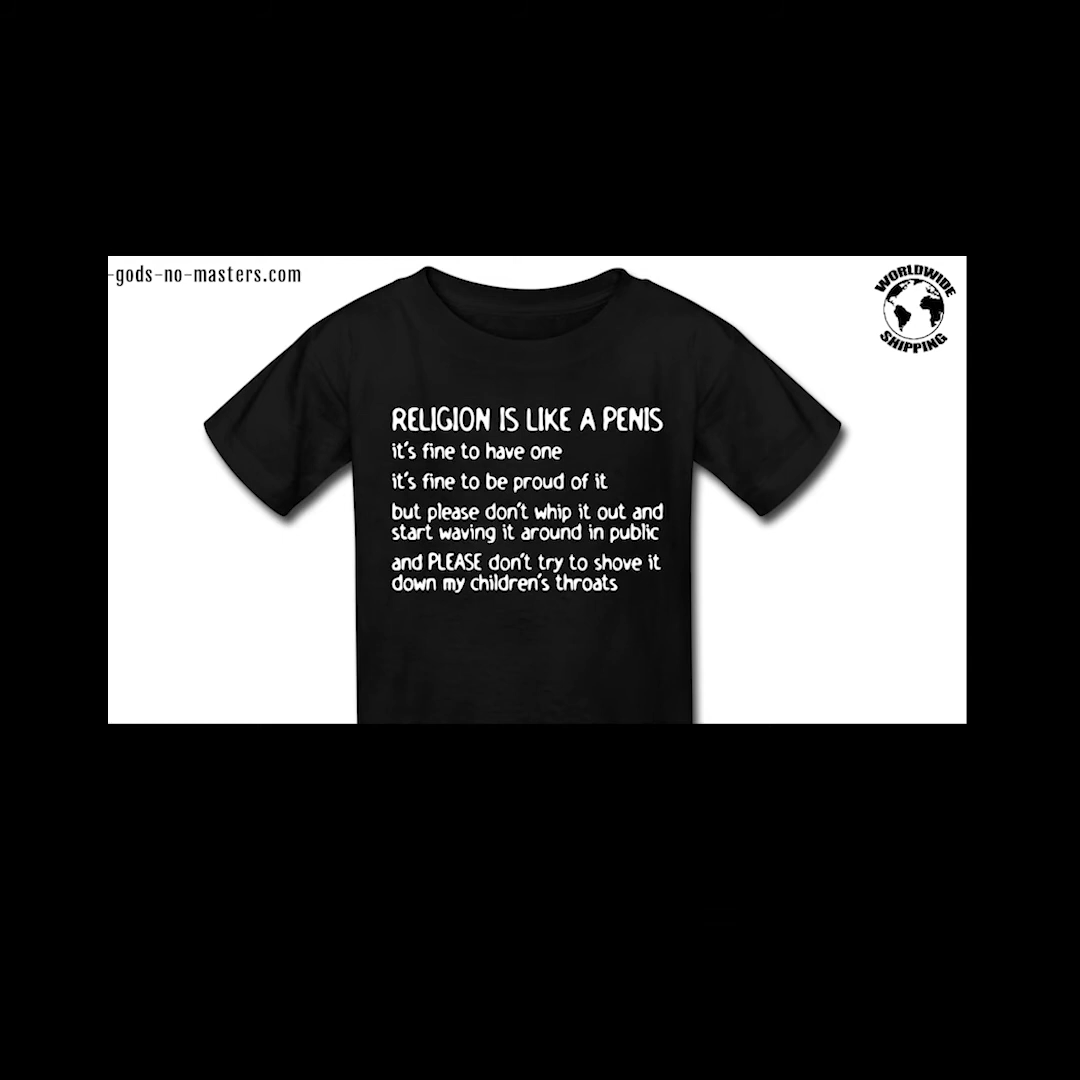 -gods-no-masters.com
WORLDWIDE
SHIPPING
RELIGION IS LIKE A PENIS
it's fine to have one
it's fine to be proud of it
but please don't whip it out and
start waving it around in public
and PLEASE don't try to shove it
down my children's throats